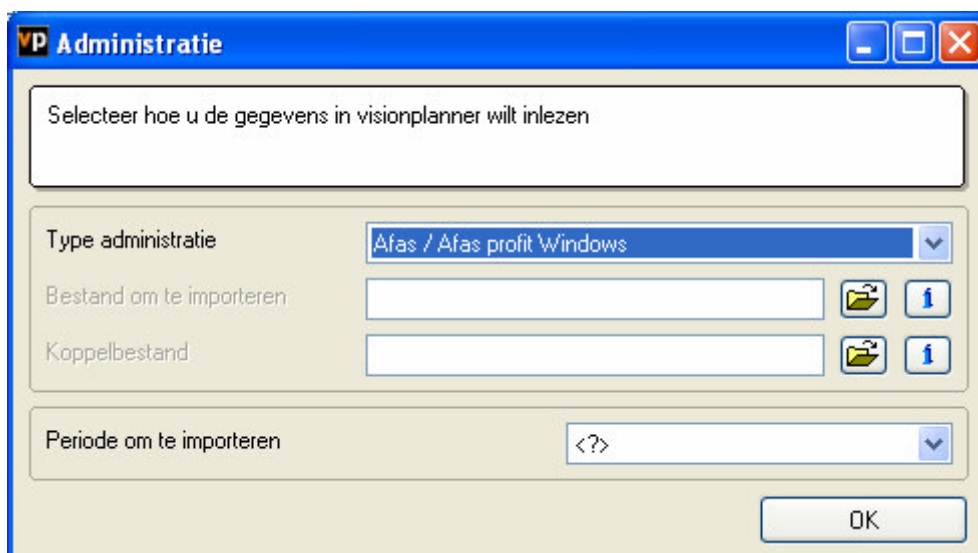 VP Administratie
Selecteer hoe u de gegevens in visionplanner wilt inlezen
Type administratie Afas / Afas profit Windows
Bestand om te importeren
Koppelbestand
Periode om te importeren <?>
OK